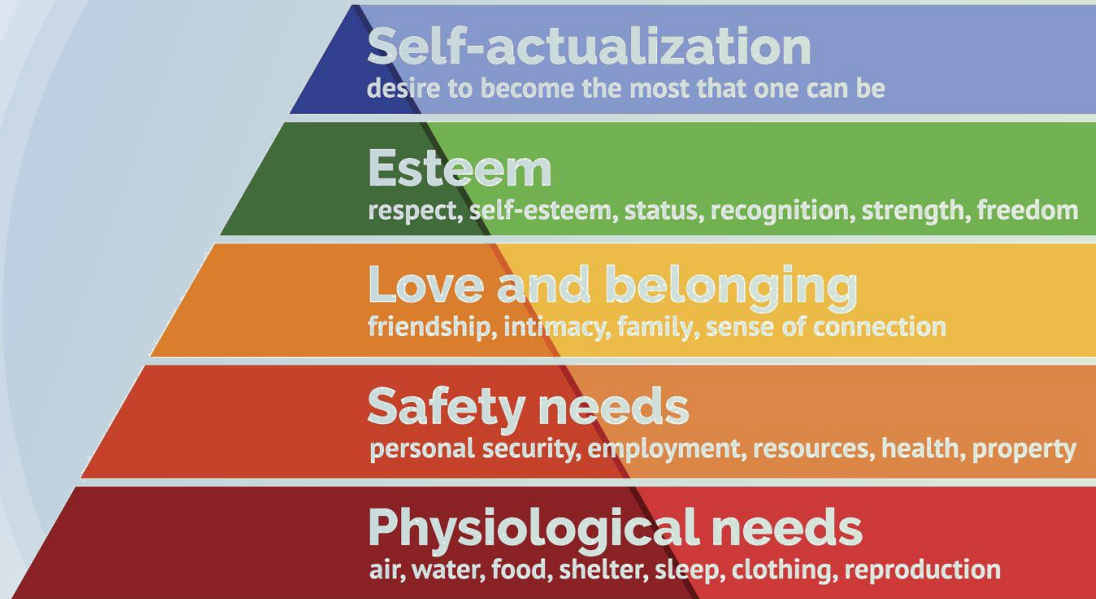 Self-actualization
desire to become the most that one can be
Esteem
respect, self-esteem, status, recognition, strength, freedom
Love and belonging
friendship, intimacy, family, sense of connection
Safety needs
personal security, employment, resources, health, property
Physiological needs
air, water, food, shelter, sleep, clothing, reproduction